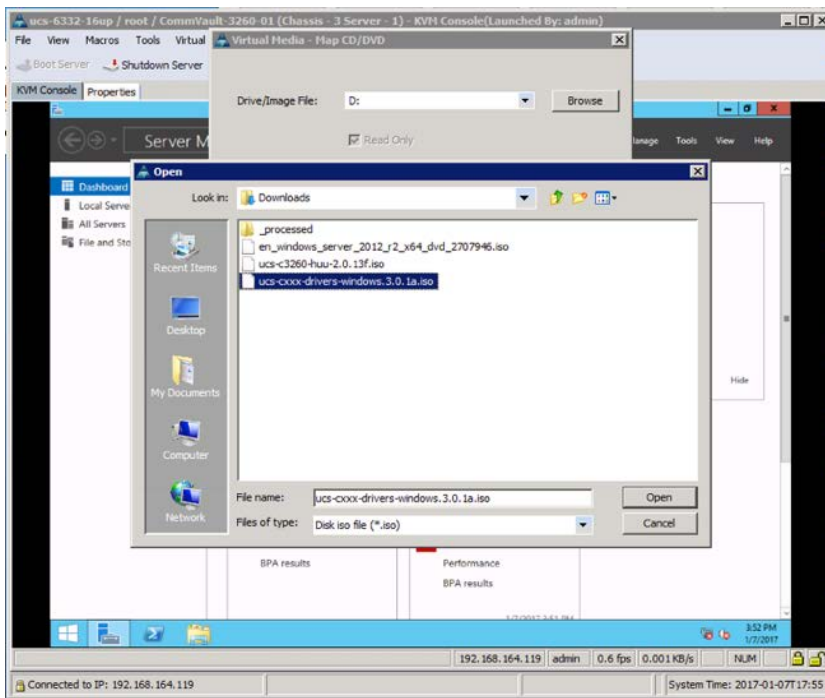 ucs-6332-16up / root / CommVault-3260-01 (Chassis - 3 Server - 1) - KVM Console(Launched By: admin)
File View Macros Tools Virtual
Virtual Media - Map CD/DVD
Boot Server Shutdown Server
KVM Console Properties
Drive/Image File: D: Browse
Read Only
Server M
Manage Tools View Help
Open
Dashboard
Local Serve
All Servers
File and Sto
Look in: Downloads
_processed
en_windows_server_2012_r2_x64_dvd_2707946.iso
ucs-c3260-huu-2.0.13f.iso
ucs-cxxx-drivers-windows.3.0.1a.iso
Recent Items
Desktop
My Documents
Computer
Network
Hide
File name: ucs-cxxx-drivers-windows.3.0.1a.iso Open
Files of type: Disk iso file (*.iso) Cancel
BPA results
Performance
BPA results
1/7/2017 3:51 PM
3:52 PM
1/7/2017
192.168.164.119 admin 0.6 fps 0.001 KB/s NUM
Connected to IP: 192.168.164.119 System Time: 2017-01-07T17:55